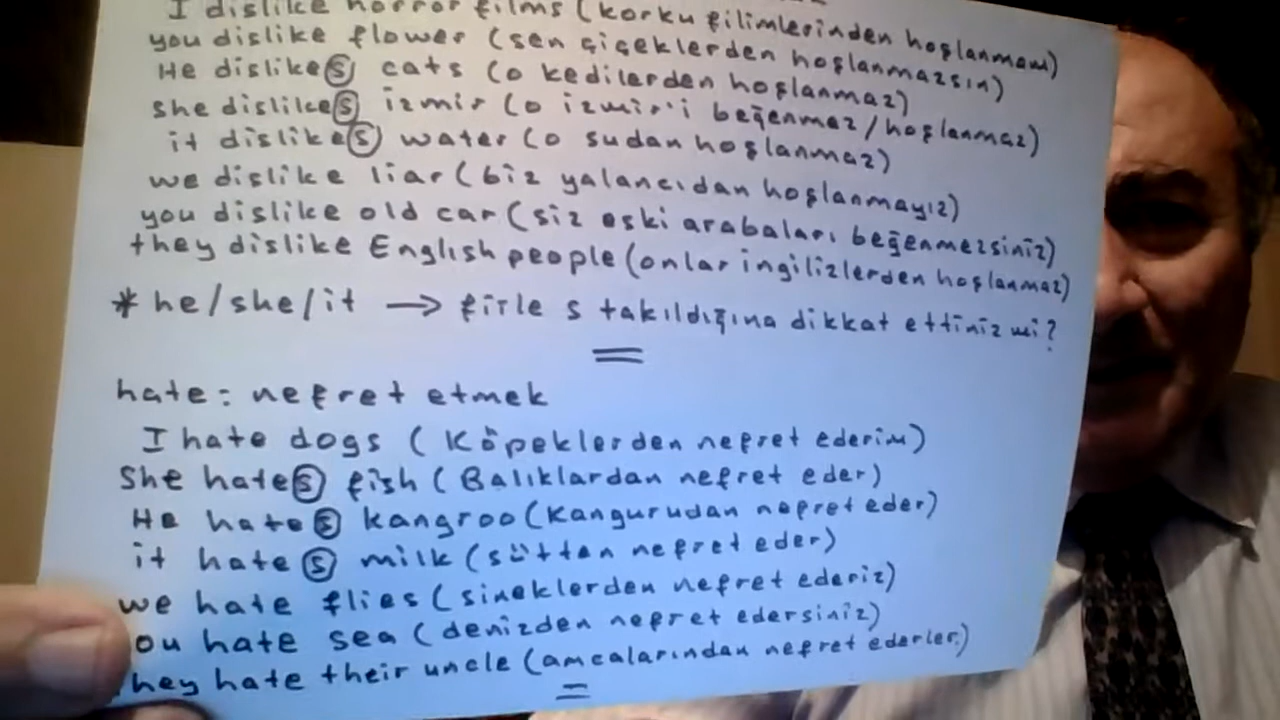 I dislike horror films (korku filimlerinden hoşlanmam)
you dislike flower (sen çiçeklerden hoşlanmazsın)
He dislikes cats (o kedilerden hoşlanmaz)
she dislikes izmir (o izmir'i beğenmez/hoşlanmaz)
it dislikes water (o sudan hoşlanmaz)
we dislike liar (biz yalancıdan hoşlanmayız)
you dislike old car (siz eski arabaları beğenmezsiniz)
they dislike English people (onlar ingilizlerden hoşlanmaz)
* he/she/it → fiile s takıldığına dikkat ettiniz mi?
hate: nefret etmek
I hate dogs (Köpeklerden nefret ederim)
She hates fish (Balıklardan nefret eder)
He hates kangroo (Kangurudan nefret eder)
it hates milk (sütten nefret eder)
we hate flies (sineklerden nefret ederiz)
ou hate sea (denizden nefret edersiniz)
hey hate their uncle (amcalarından nefret ederler)